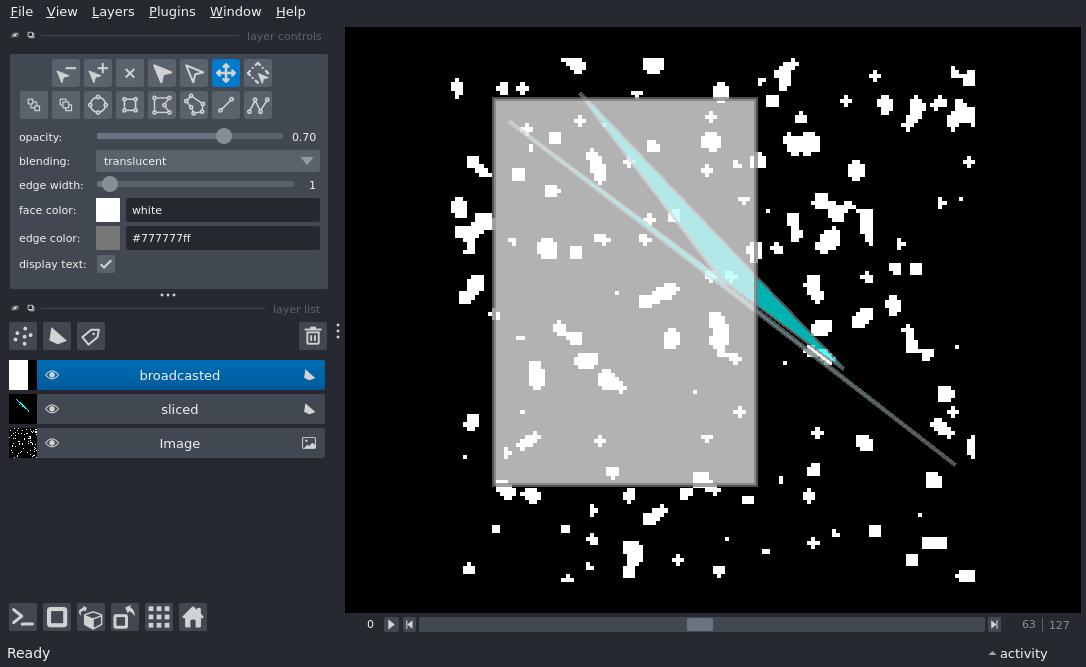 File View Layers Plugins Window Help
layer controls
opacity: 0.70
blending: translucent
edge width: 1
face color: white
edge color: #777777ff
display text:
layer list
broadcasted
sliced
Image
0 63 127
Ready activity